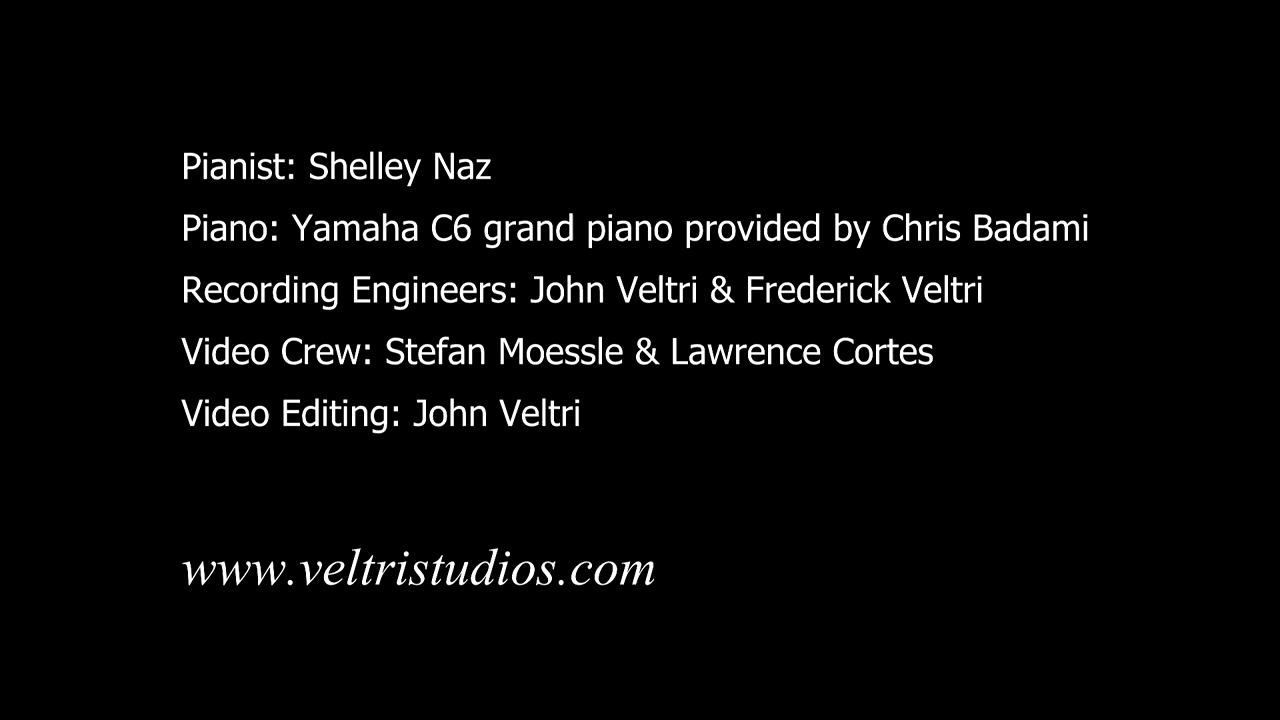 Pianist: Shelley Naz
Piano: Yamaha C6 grand piano provided by Chris Badami
Recording Engineers: John Veltri & Frederick Veltri
Video Crew: Stefan Moessle & Lawrence Cortes
Video Editing: John Veltri
www.veltristudios.com